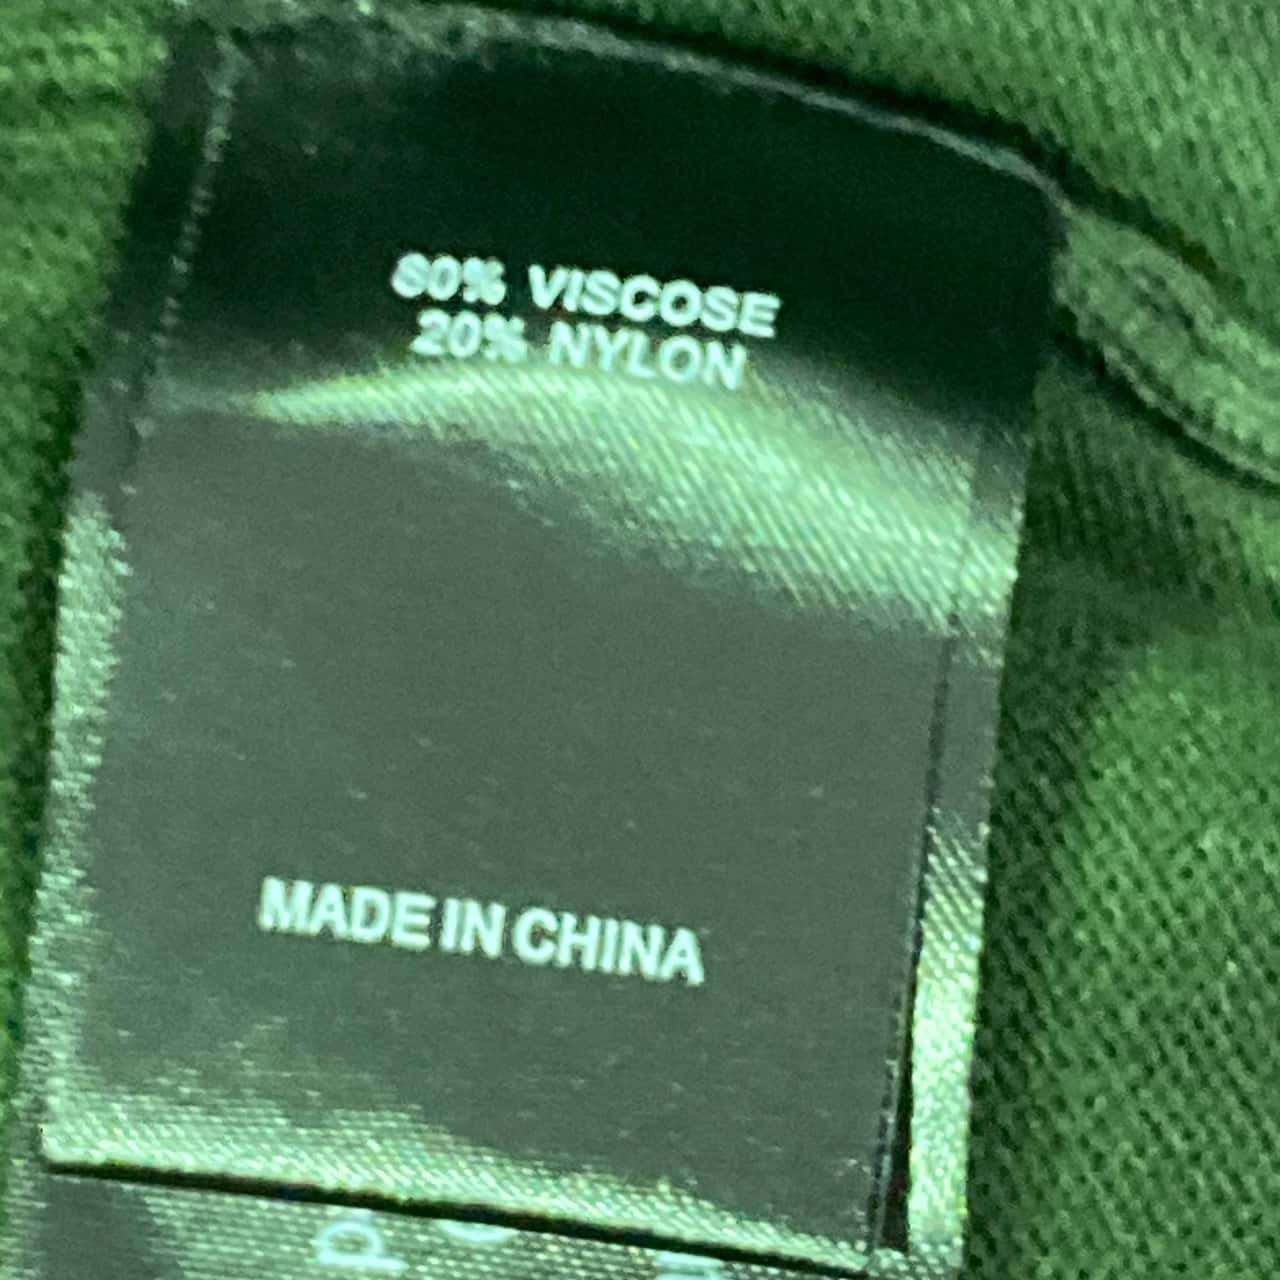 80% VISCOSE
20% NYLON
MADE IN CHINA